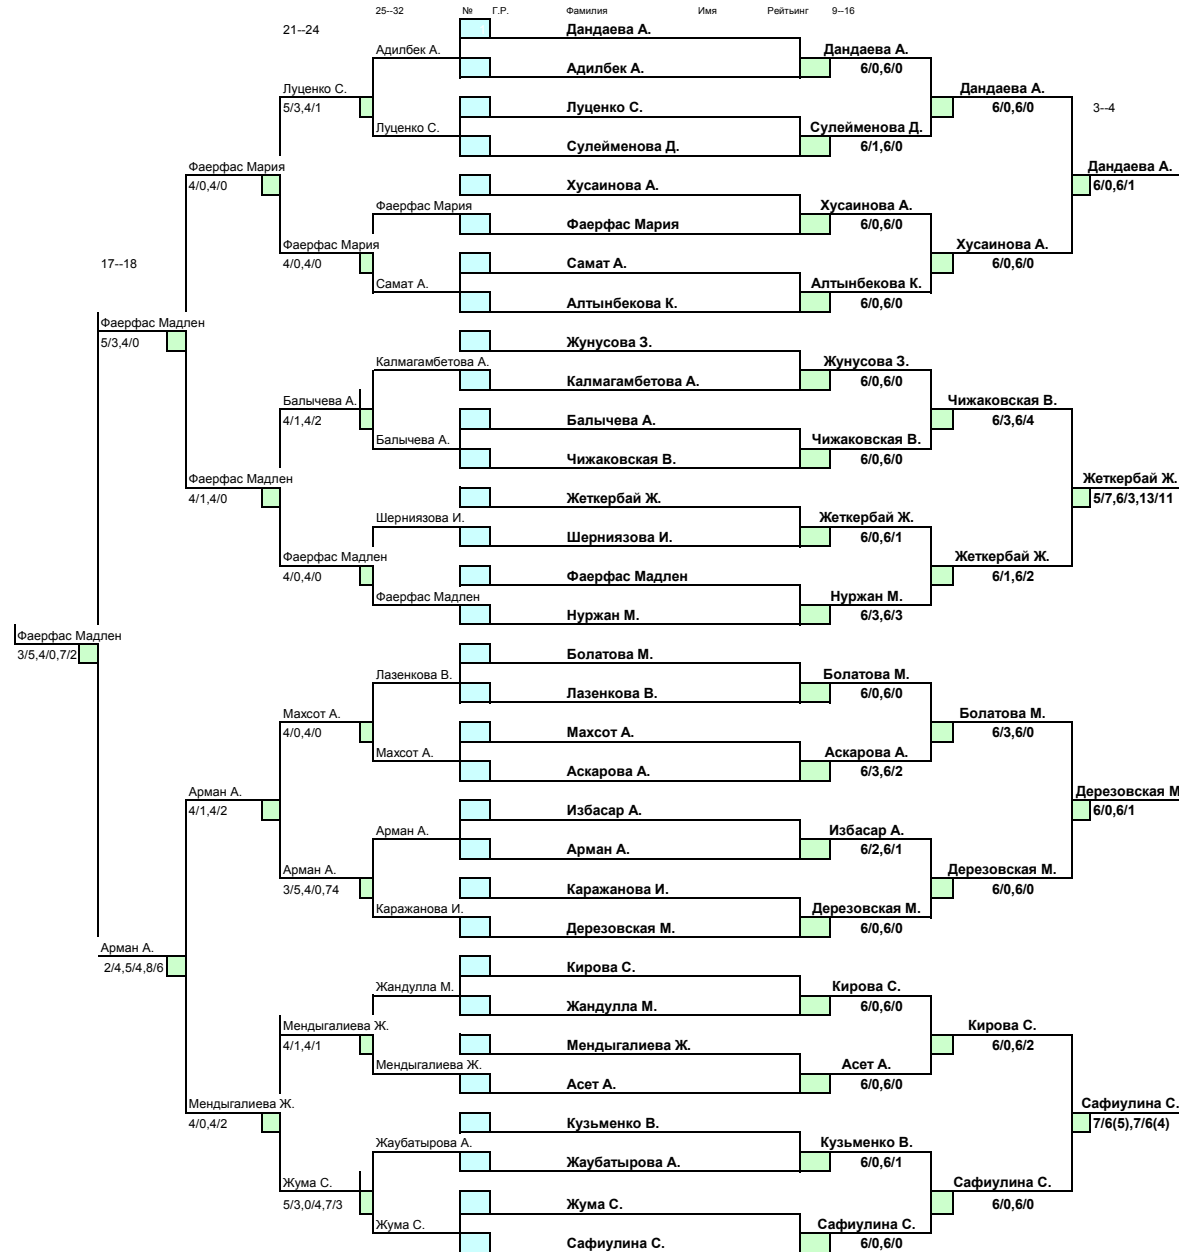 25--32 № Г.Р. Фамилия Имя Рейтьинг 9--16
21--24 Дандаева А.
Адилбек А. Дандаева А.
Адилбек А. 6/0,6/0
Луценко С. Дандаева А.
5/3,4/1 Луценко С. 6/0,6/0 3--4
Луценко С. Сулейменова Д.
Сулейменова Д. 6/1,6/0
Фаерфас Мария Дандаева А.
4/0,4/0 Хусаинова А. 6/0,6/1
Фаерфас Мария Хусаинова А.
Фаерфас Мария 6/0,6/0
Фаерфас Мария Хусаинова А.
17--18 4/0,4/0 Самат А. 6/0,6/0
Самат А. Алтынбекова К.
Алтынбекова К. 6/0,6/0
Фаерфас Мадлен
5/3,4/0 Жунусова З.
Калмагамбетова А. Жунусова З.
Калмагамбетова А. 6/0,6/0
Балычева А. Чижаковская В.
4/1,4/2 Балычева А. 6/3,6/4
Балычева А. Чижаковская В.
Чижаковская В. 6/0,6/0
Фаерфас Мадлен Жеткербай Ж.
4/1,4/0 Жеткербай Ж. 5/7,6/3,13/11
Шерниязова И. Жеткербай Ж.
Шерниязова И. 6/0,6/1
Фаерфас Мадлен Жеткербай Ж.
4/0,4/0 Фаерфас Мадлен 6/1,6/2
Фаерфас Мадлен Нуржан М.
Нуржан М. 6/3,6/3
Фаерфас Мадлен
3/5,4/0,7/2 Болатова М.
Лазенкова В. Болатова М.
Лазенкова В. 6/0,6/0
Махсот А. Болатова М.
4/0,4/0 Махсот А. 6/3,6/0
Махсот А. Аскарова А.
Аскарова А. 6/3,6/2
Арман А. Дерезовская М
4/1,4/2 Избасар А. 6/0,6/1
Арман А. Избасар А.
Арман А. 6/2,6/1
Арман А. Дерезовская М.
3/5,4/0,74 Каражанова И. 6/0,6/0
Каражанова И. Дерезовская М.
Дерезовская М. 6/0,6/0
Арман А.
2/4,5/4,8/6 Кирова С.
Жандулла М. Кирова С.
Жандулла М. 6/0,6/0
Мендыгалиева Ж. Кирова С.
4/1,4/1 Мендыгалиева Ж. 6/0,6/2
Мендыгалиева Ж. Асет А.
Асет А. 6/0,6/0
Мендыгалиева Ж. Сафиулина С.
4/0,4/2 Кузьменко В. 7/6(5),7/6(4)
Жаубатырова А. Кузьменко В.
Жаубатырова А. 6/0,6/1
Жума С. Сафиулина С.
5/3,0/4,7/3 Жума С. 6/0,6/0
Жума С. Сафиулина С.
Сафиулина С. 6/0,6/0